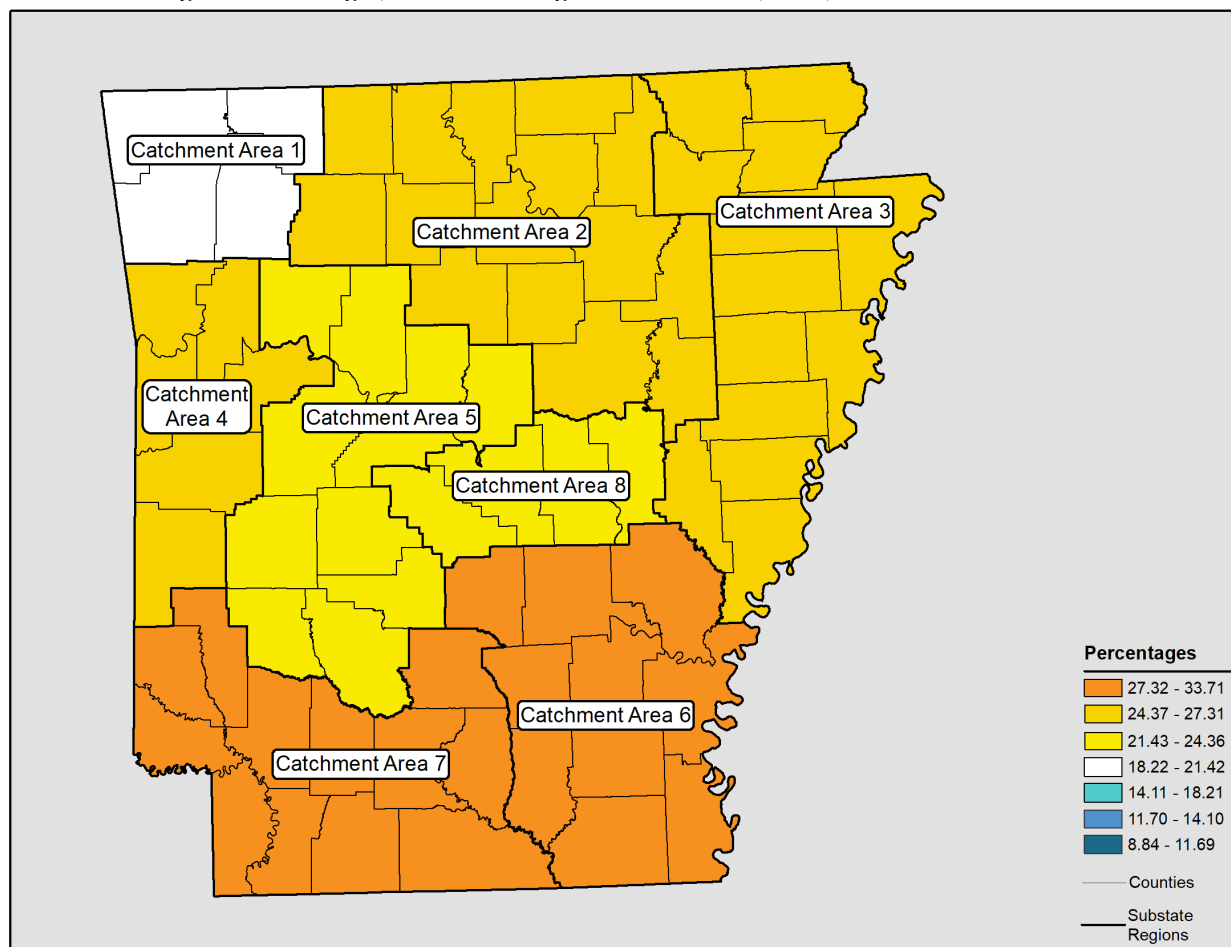 Catchment Area 1
Catchment Area 3
Catchment Area 2
Catchment
Area 4
Catchment Area 5
Catchment Area 8
Catchment Area 6
Catchment Area 7
Percentages
27.32 - 33.71
24.37 - 27.31
21.43 - 24.36
18.22 - 21.42
14.11 - 18.21
11.70 - 14.10
8.84 - 11.69
Counties
Substate
Regions